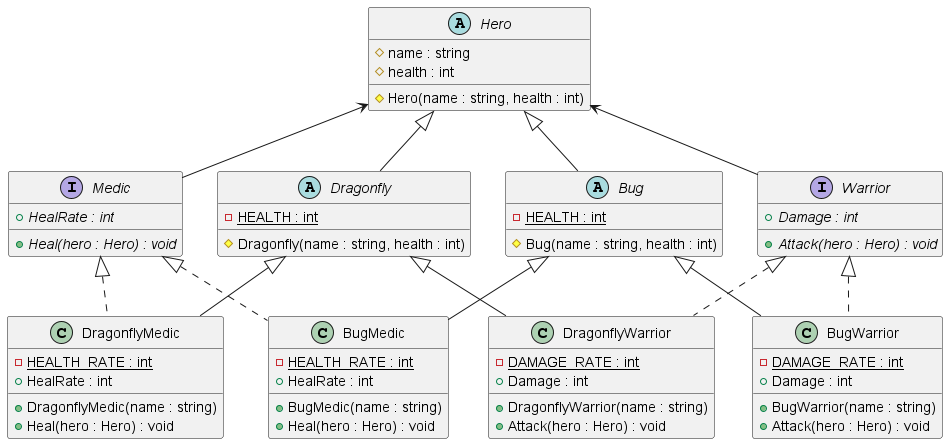 A Hero
name : string
health : int
Hero(name : string, health : int)
I Medic
HealRate : int
Heal(hero : Hero) : void
A Dragonfly
HEALTH : int
Dragonfly(name : string, health : int)
A Bug
HEALTH : int
Bug(name : string, health : int)
I Warrior
Damage : int
Attack(hero : Hero) : void
C DragonflyMedic
HEALTH_RATE : int
HealRate : int
DragonflyMedic(name : string)
Heal(hero : Hero) : void
C BugMedic
HEALTH_RATE : int
HealRate : int
BugMedic(name : string)
Heal(hero : Hero) : void
C DragonflyWarrior
DAMAGE_RATE : int
Damage : int
DragonflyWarrior(name : string)
Attack(hero : Hero) : void
C BugWarrior
DAMAGE_RATE : int
Damage : int
BugWarrior(name : string)
Attack(hero : Hero) : void